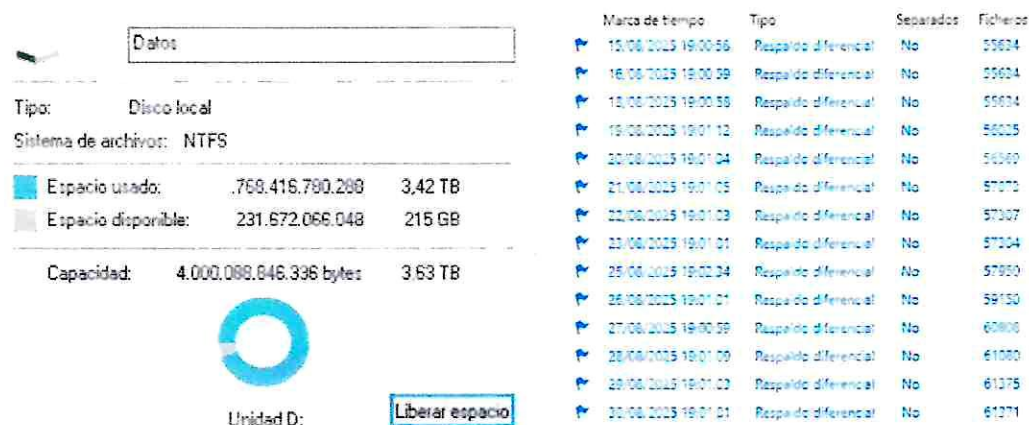 Datos
Tipo: Disco local
Sistema de archivos: NTFS
Espacio usado: .768.416.780.288 3,42 TB
Espacio disponible: 231.672.066.048 215 GB
Capacidad: 4.000.088.846.336 bytes 3,63 TB
Unidad D:
Liberar espacio
Marca de tiempo Tipo Separados Ficheros
15/08/2025 19:00:56 Respaldo diferencial No 55634
16/08/2025 19:00:59 Respaldo diferencial No 55634
18/08/2025 19:00:58 Respaldo diferencial No 55634
19/08/2025 19:01:12 Respaldo diferencial No 56025
20/08/2025 19:01:04 Respaldo diferencial No
21/08/2025 19:01:05 Respaldo diferencial No
22/08/2025 19:01:03 Respaldo diferencial No 57307
23/08/2025 19:01:01 Respaldo diferencial No
25/08/2025 19:02:34 Respaldo diferencial No
26/08/2025 19:01:01 Respaldo diferencial No 59150
27/08/2025 19:00:59 Respaldo diferencial No
28/08/2025 19:01:00 Respaldo diferencial No 61080
29/08/2025 19:01:03 Respaldo diferencial No 61375
30/08/2025 19:01:01 Respaldo diferencial No 61371